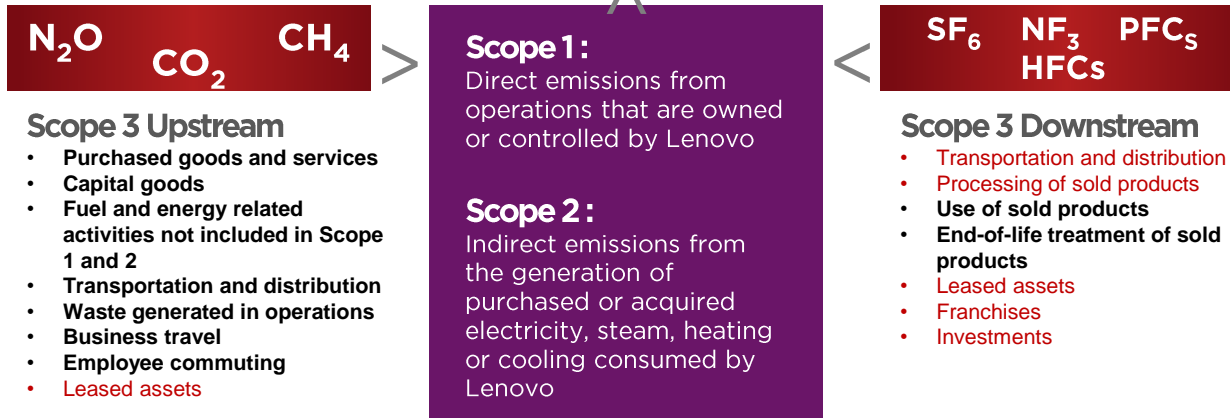 N₂O
CO₂
CH₄
>
Scope 3 Upstream
• Purchased goods and services
• Capital goods
• Fuel and energy related
activities not included in Scope
1 and 2
• Transportation and distribution
• Waste generated in operations
• Business travel
• Employee commuting
• Leased assets
Scope 1 :
Direct emissions from
operations that are owned
or controlled by Lenovo
Scope 2 :
Indirect emissions from
the generation of
purchased or acquired
electricity, steam, heating
or cooling consumed by
Lenovo
<
SF₆ NF₃ PFCₛ
HFCs
Scope 3 Downstream
• Transportation and distribution
• Processing of sold products
• Use of sold products
• End-of-life treatment of sold
products
• Leased assets
• Franchises
• Investments